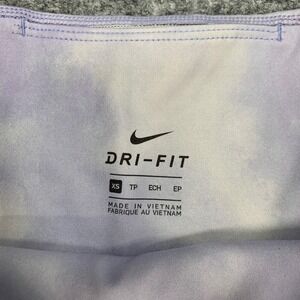 DRI-FIT
XS TP ECH EP
MADE IN VIETNAM
FABRIQUÉ AU VIETNAM